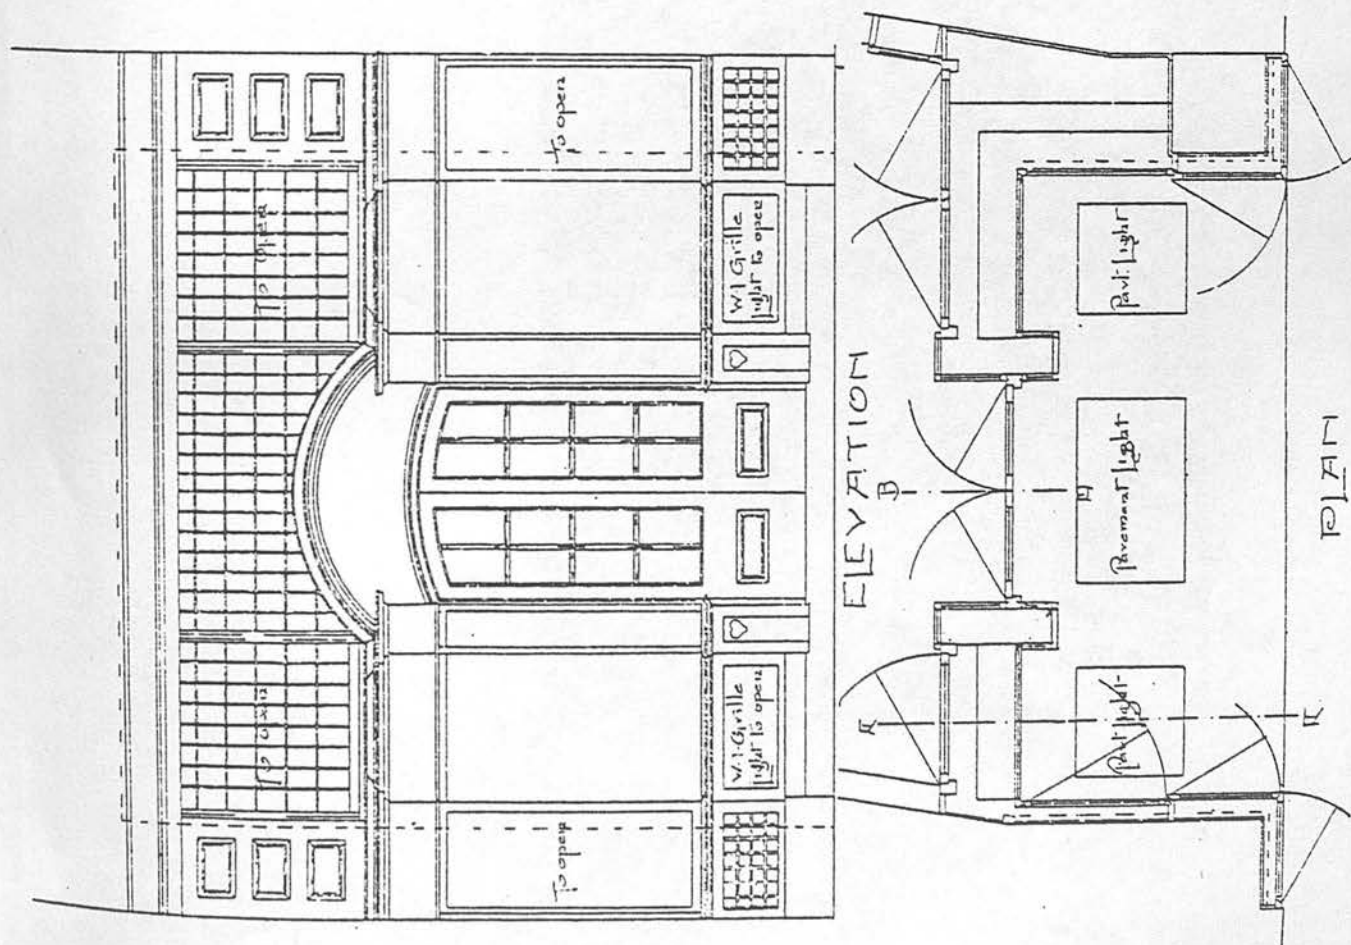 To open
To open
To open
To open
W.I Grille
light to open
W.I. Grille
light to open
ELEVATION
B
B
A
A
Pavt. Light
Pavement Light
Pavt. Light
PLAN